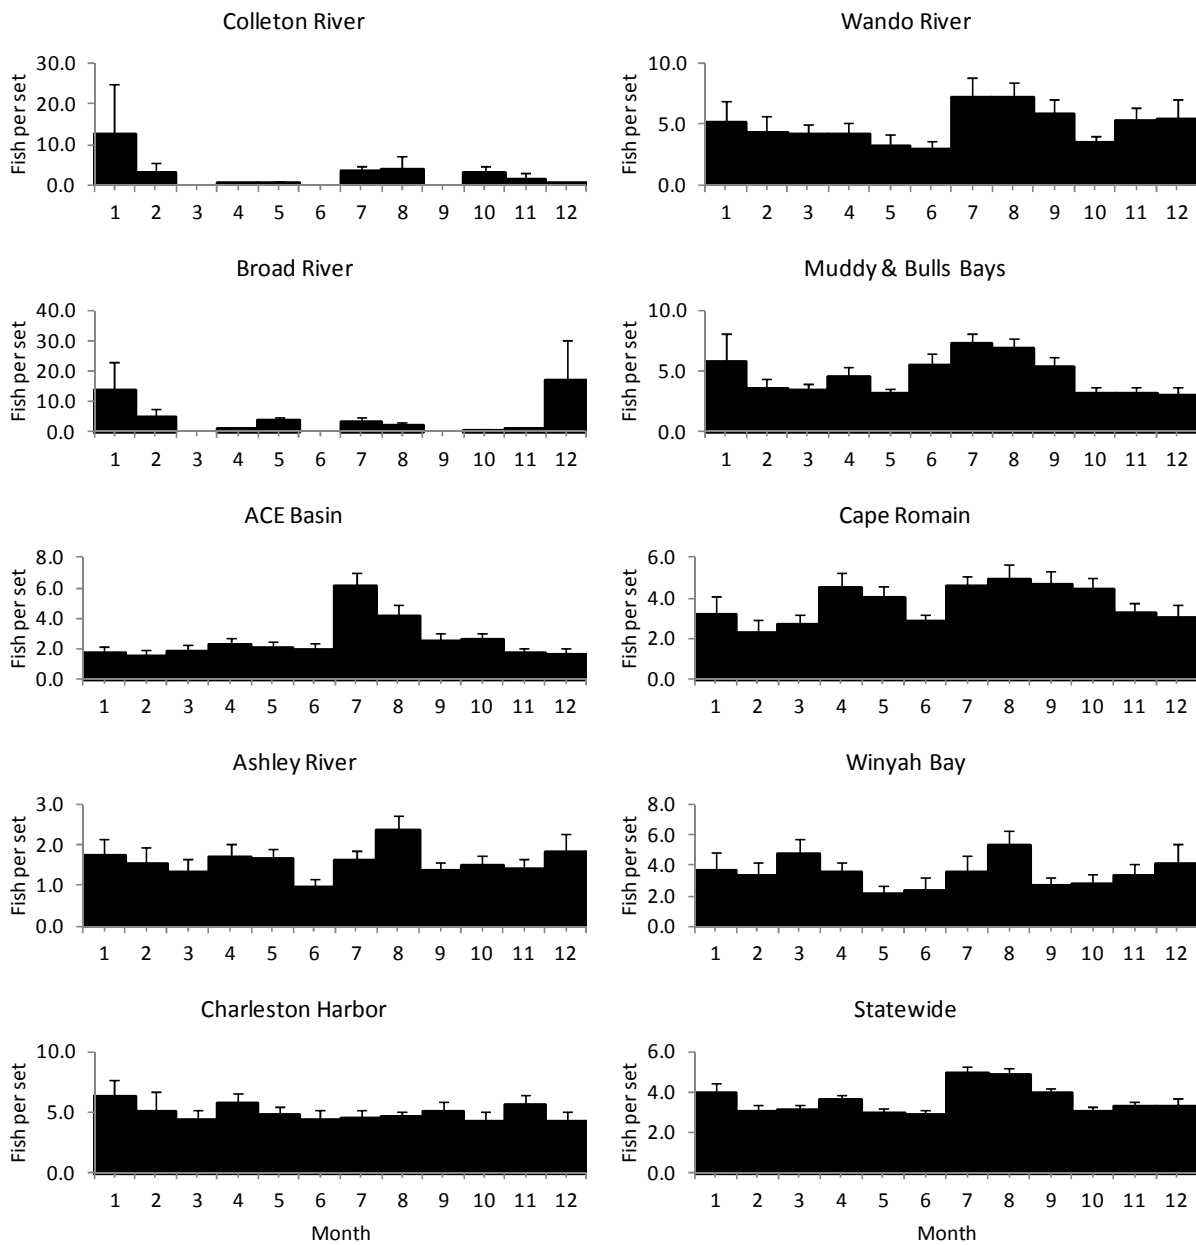 Colleton River
Fish per set
30.0
20.0
10.0
0.0
1 2 3 4 5 6 7 8 9 10 11 12
Wando River
Fish per set
10.0
5.0
0.0
1 2 3 4 5 6 7 8 9 10 11 12
Broad River
Fish per set
40.0
30.0
20.0
10.0
0.0
1 2 3 4 5 6 7 8 9 10 11 12
Muddy & Bulls Bays
Fish per set
10.0
5.0
0.0
1 2 3 4 5 6 7 8 9 10 11 12
ACE Basin
Fish per set
8.0
6.0
4.0
2.0
0.0
1 2 3 4 5 6 7 8 9 10 11 12
Cape Romain
Fish per set
6.0
4.0
2.0
0.0
1 2 3 4 5 6 7 8 9 10 11 12
Ashley River
Fish per set
3.0
2.0
1.0
0.0
1 2 3 4 5 6 7 8 9 10 11 12
Winyah Bay
Fish per set
8.0
6.0
4.0
2.0
0.0
1 2 3 4 5 6 7 8 9 10 11 12
Charleston Harbor
Fish per set
10.0
5.0
0.0
1 2 3 4 5 6 7 8 9 10 11 12
Month
Statewide
Fish per set
6.0
4.0
2.0
0.0
1 2 3 4 5 6 7 8 9 10 11 12
Month